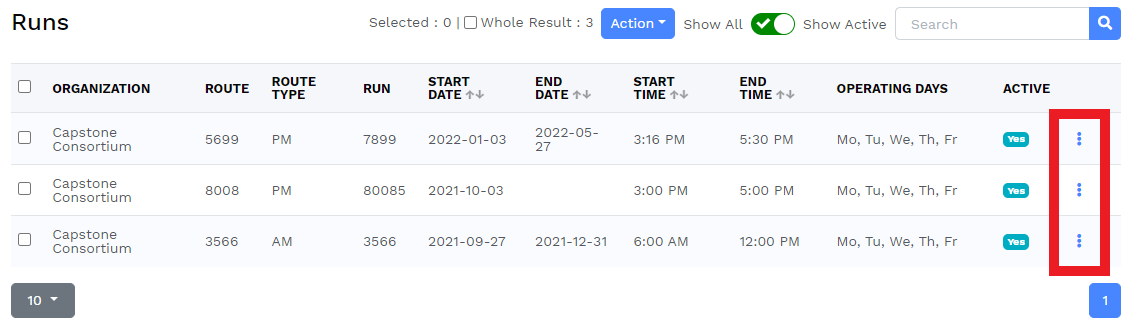 Runs
Selected : 0 | Whole Result : 3 Action Show All Show Active Search
ORGANIZATION ROUTE ROUTE TYPE RUN START DATE END DATE START TIME END TIME OPERATING DAYS ACTIVE
Capstone Consortium 5699 PM 7899 2022-01-03 2022-05-27 3:16 PM 5:30 PM Mo, Tu, We, Th, Fr Yes
Capstone Consortium 8008 PM 80085 2021-10-03 3:00 PM 5:00 PM Mo, Tu, We, Th, Fr Yes
Capstone Consortium 3566 AM 3566 2021-09-27 2021-12-31 6:00 AM 12:00 PM Mo, Tu, We, Th, Fr Yes
10 1